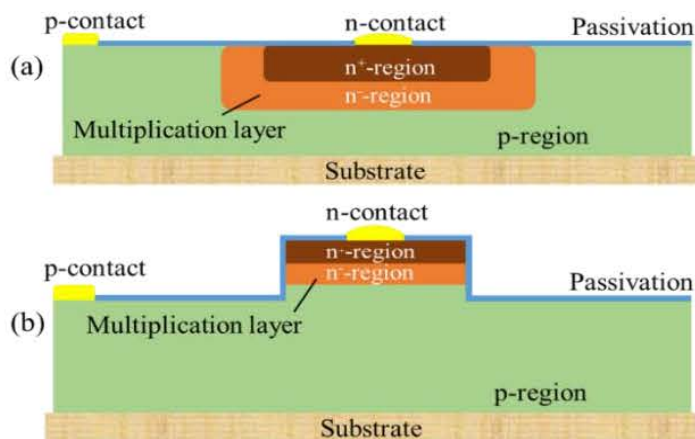 p-contact
n-contact
Passivation
(a)
n⁺-region
n⁻-region
Multiplication layer
p-region
Substrate
n-contact
p-contact
n⁺-region
n⁻-region
Passivation
(b)
Multiplication layer
p-region
Substrate